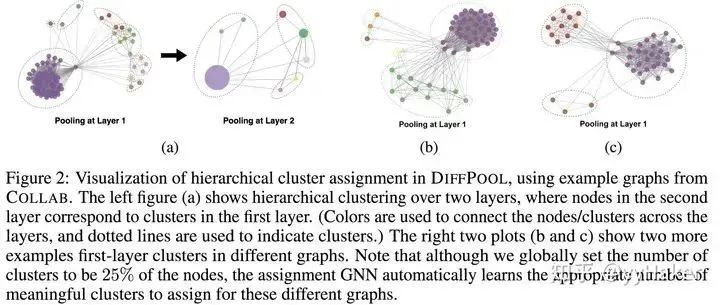 Pooling at Layer 1
Pooling at Layer 2
Pooling at Layer 1
Pooling at Layer 1
(a)
(b)
(c)
Figure 2: Visualization of hierarchical cluster assignment in DIFFPOOL, using example graphs from
COLLAB. The left figure (a) shows hierarchical clustering over two layers, where nodes in the second
layer correspond to clusters in the first layer. (Colors are used to connect the nodes/clusters across the
layers, and dotted lines are used to indicate clusters.) The right two plots (b and c) show two more
examples first-layer clusters in different graphs. Note that although we globally set the number of
clusters to be 25% of the nodes, the assignment GNN automatically learns the appropriate number of
meaningful clusters to assign for these different graphs.
知乎 @yyHaker